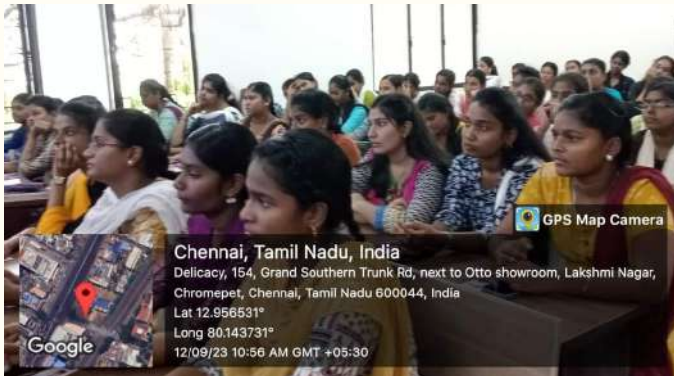 GPS Map Camera
Chennai, Tamil Nadu, India
Delicacy, 154, Grand Southern Trunk Rd, next to Otto showroom, Lakshmi Nagar,
Chromepet, Chennai, Tamil Nadu 600044, India
Lat 12.956531°
Long 80.143731°
12/09/23 10:56 AM GMT +05:30
Google